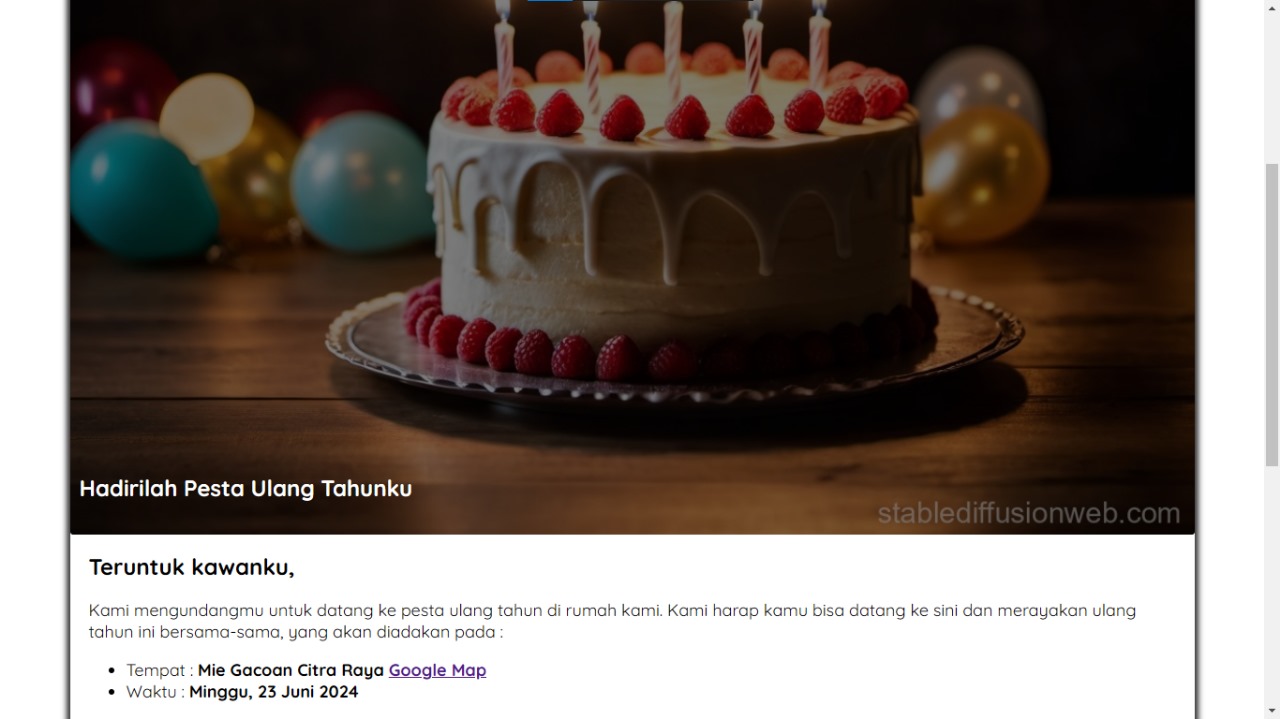 Hadirilah Pesta Ulang Tahunku
stablediffusionweb.com
Teruntuk kawanku,
Kami mengundangmu untuk datang ke pesta ulang tahun di rumah kami. Kami harap kamu bisa datang ke sini dan merayakan ulang
tahun ini bersama-sama, yang akan diadakan pada :
• Tempat : Mie Gacoan Citra Raya Google Map
• Waktu : Minggu, 23 Juni 2024